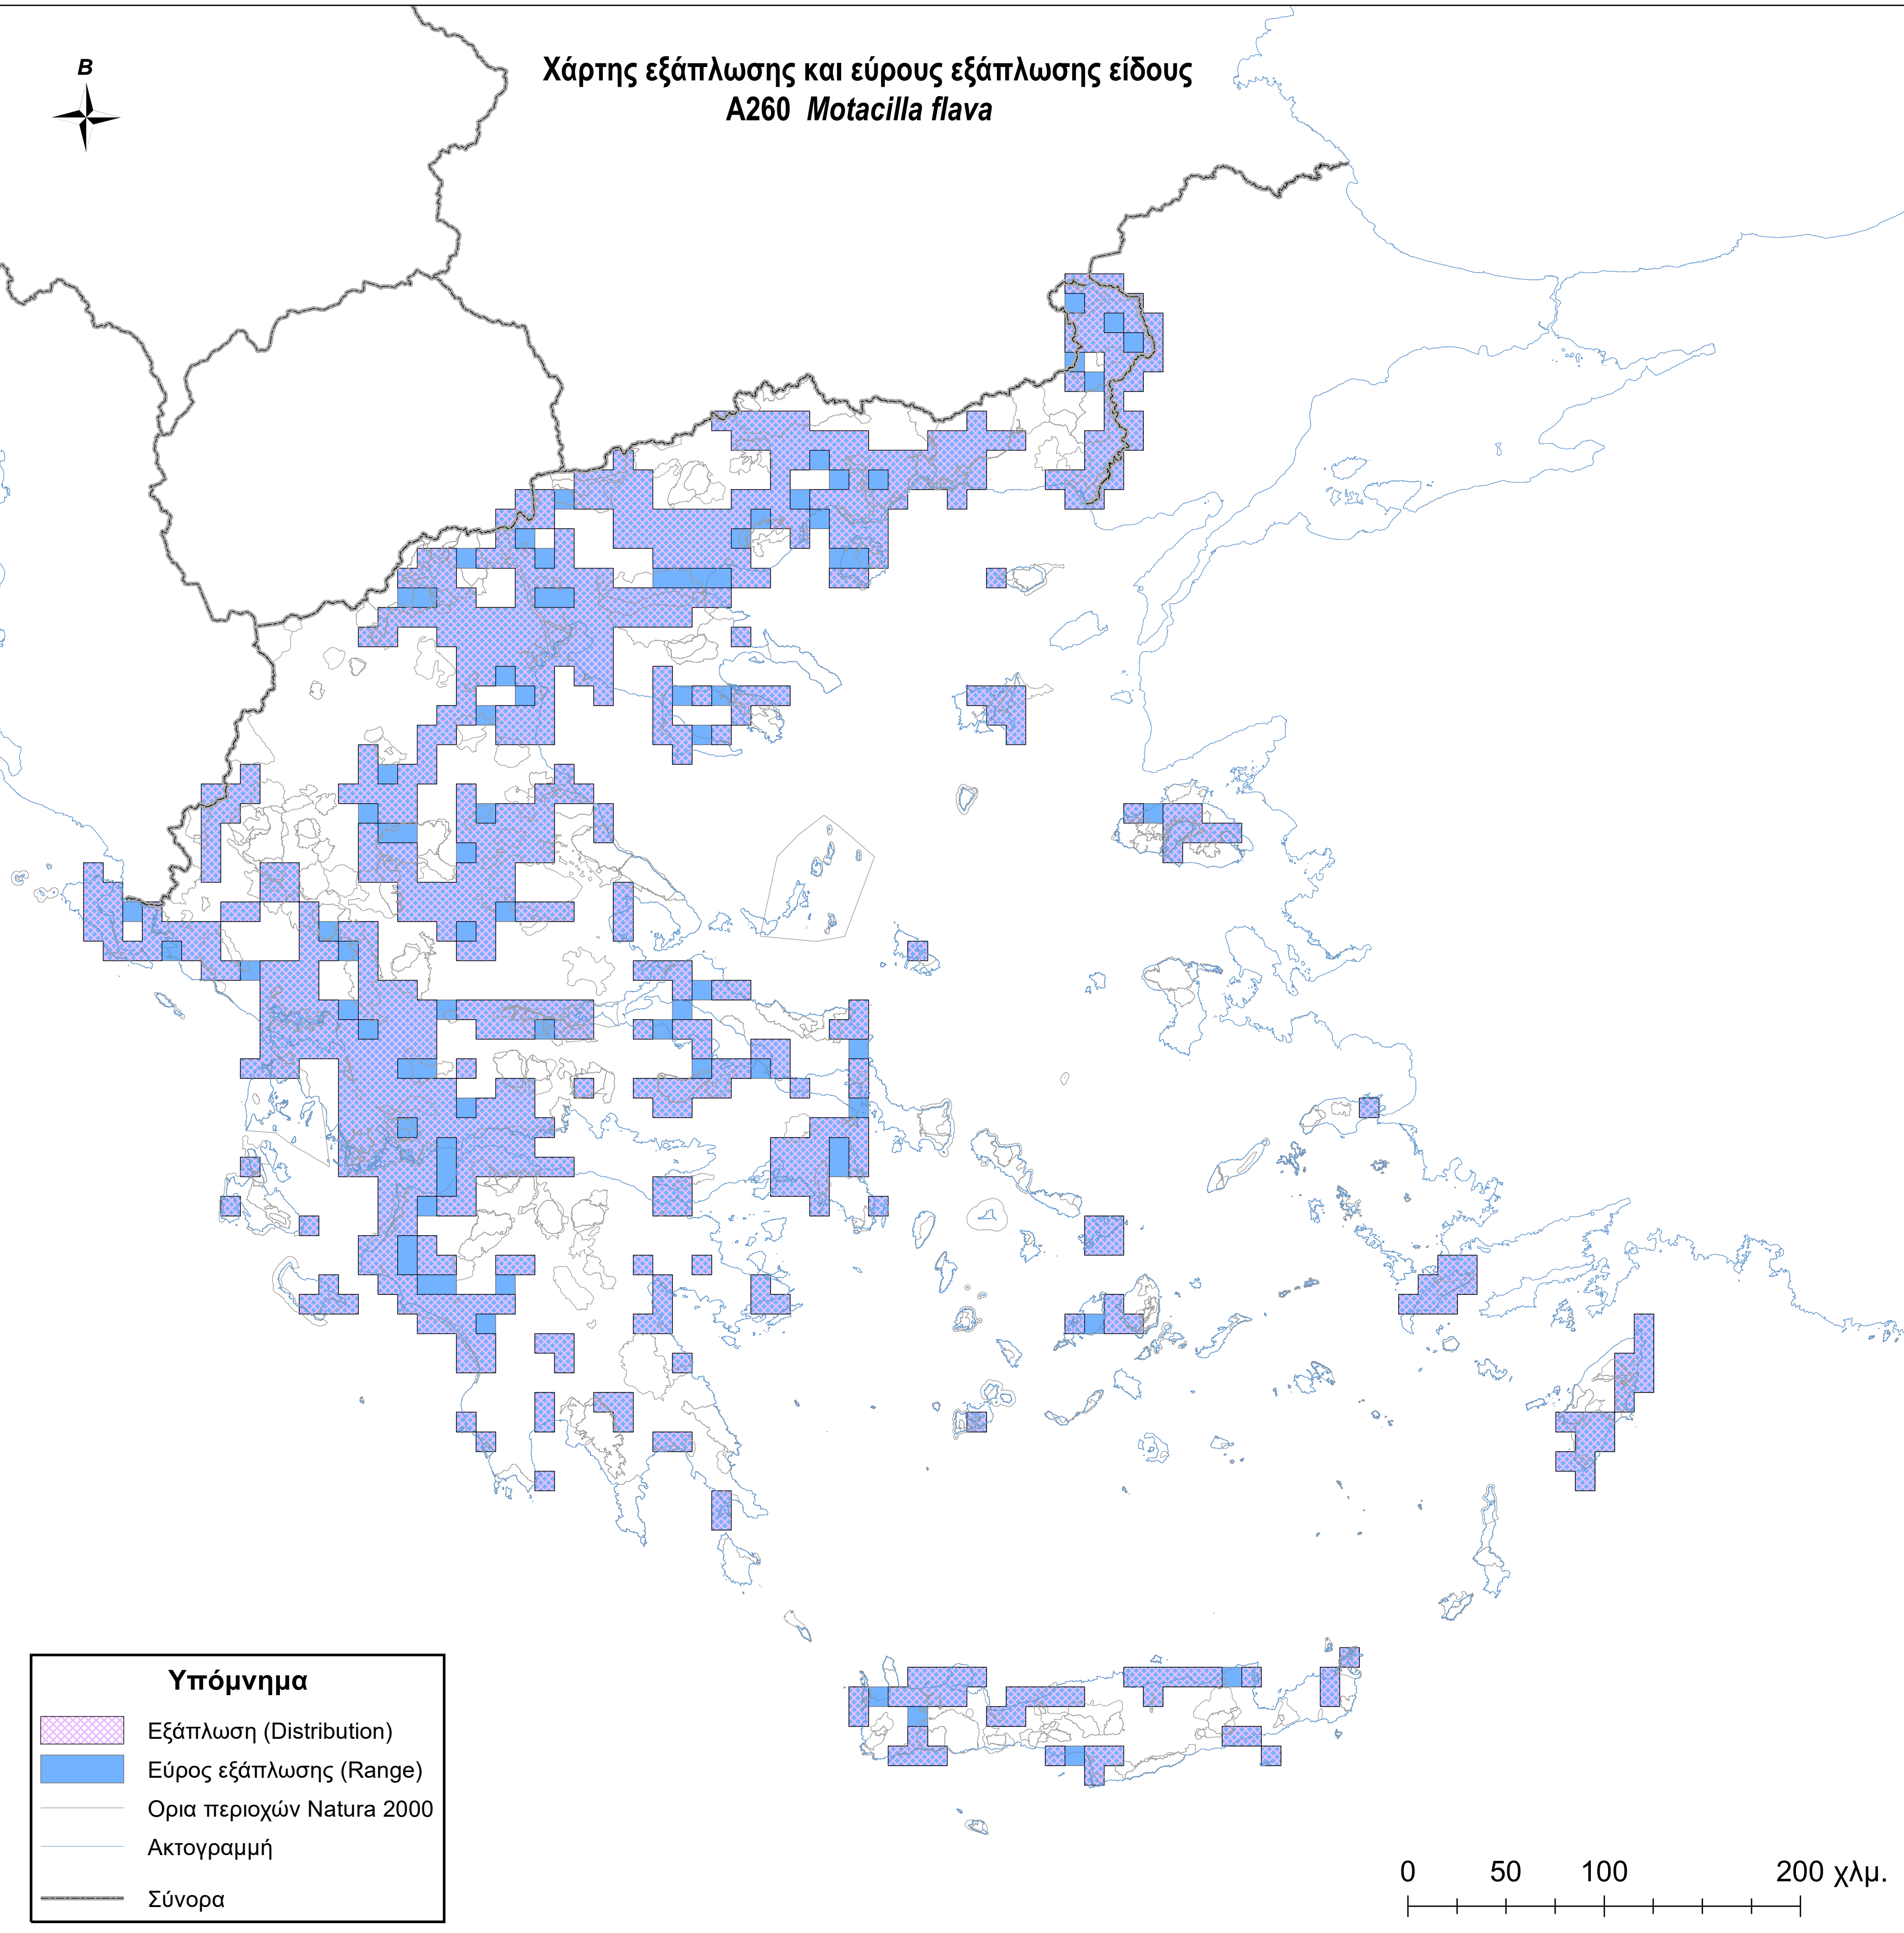 Β
Χάρτης εξάπλωσης και εύρους εξάπλωσης είδους
Α260 Motacilla flava
Υπόμνημα
Εξάπλωση (Distribution)
Εύρος εξάπλωσης (Range)
Ορια περιοχών Natura 2000
Ακτογραμμή
Σύνορα
0 50 100 200 χλμ.